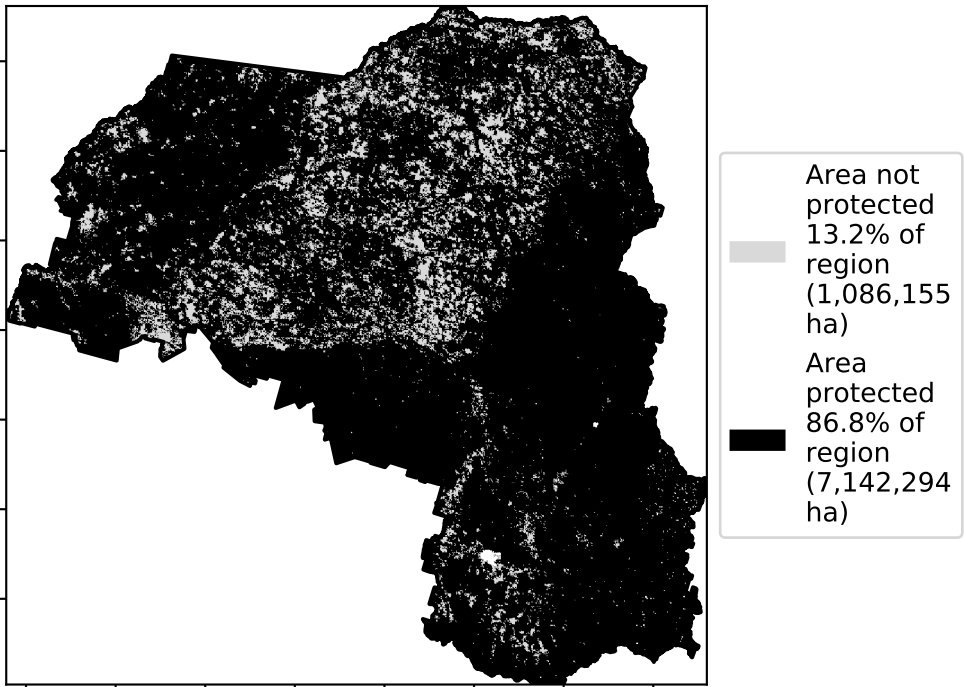 Area not
protected
13.2% of
region
(1,086,155
ha)
Area
protected
86.8% of
region
(7,142,294
ha)